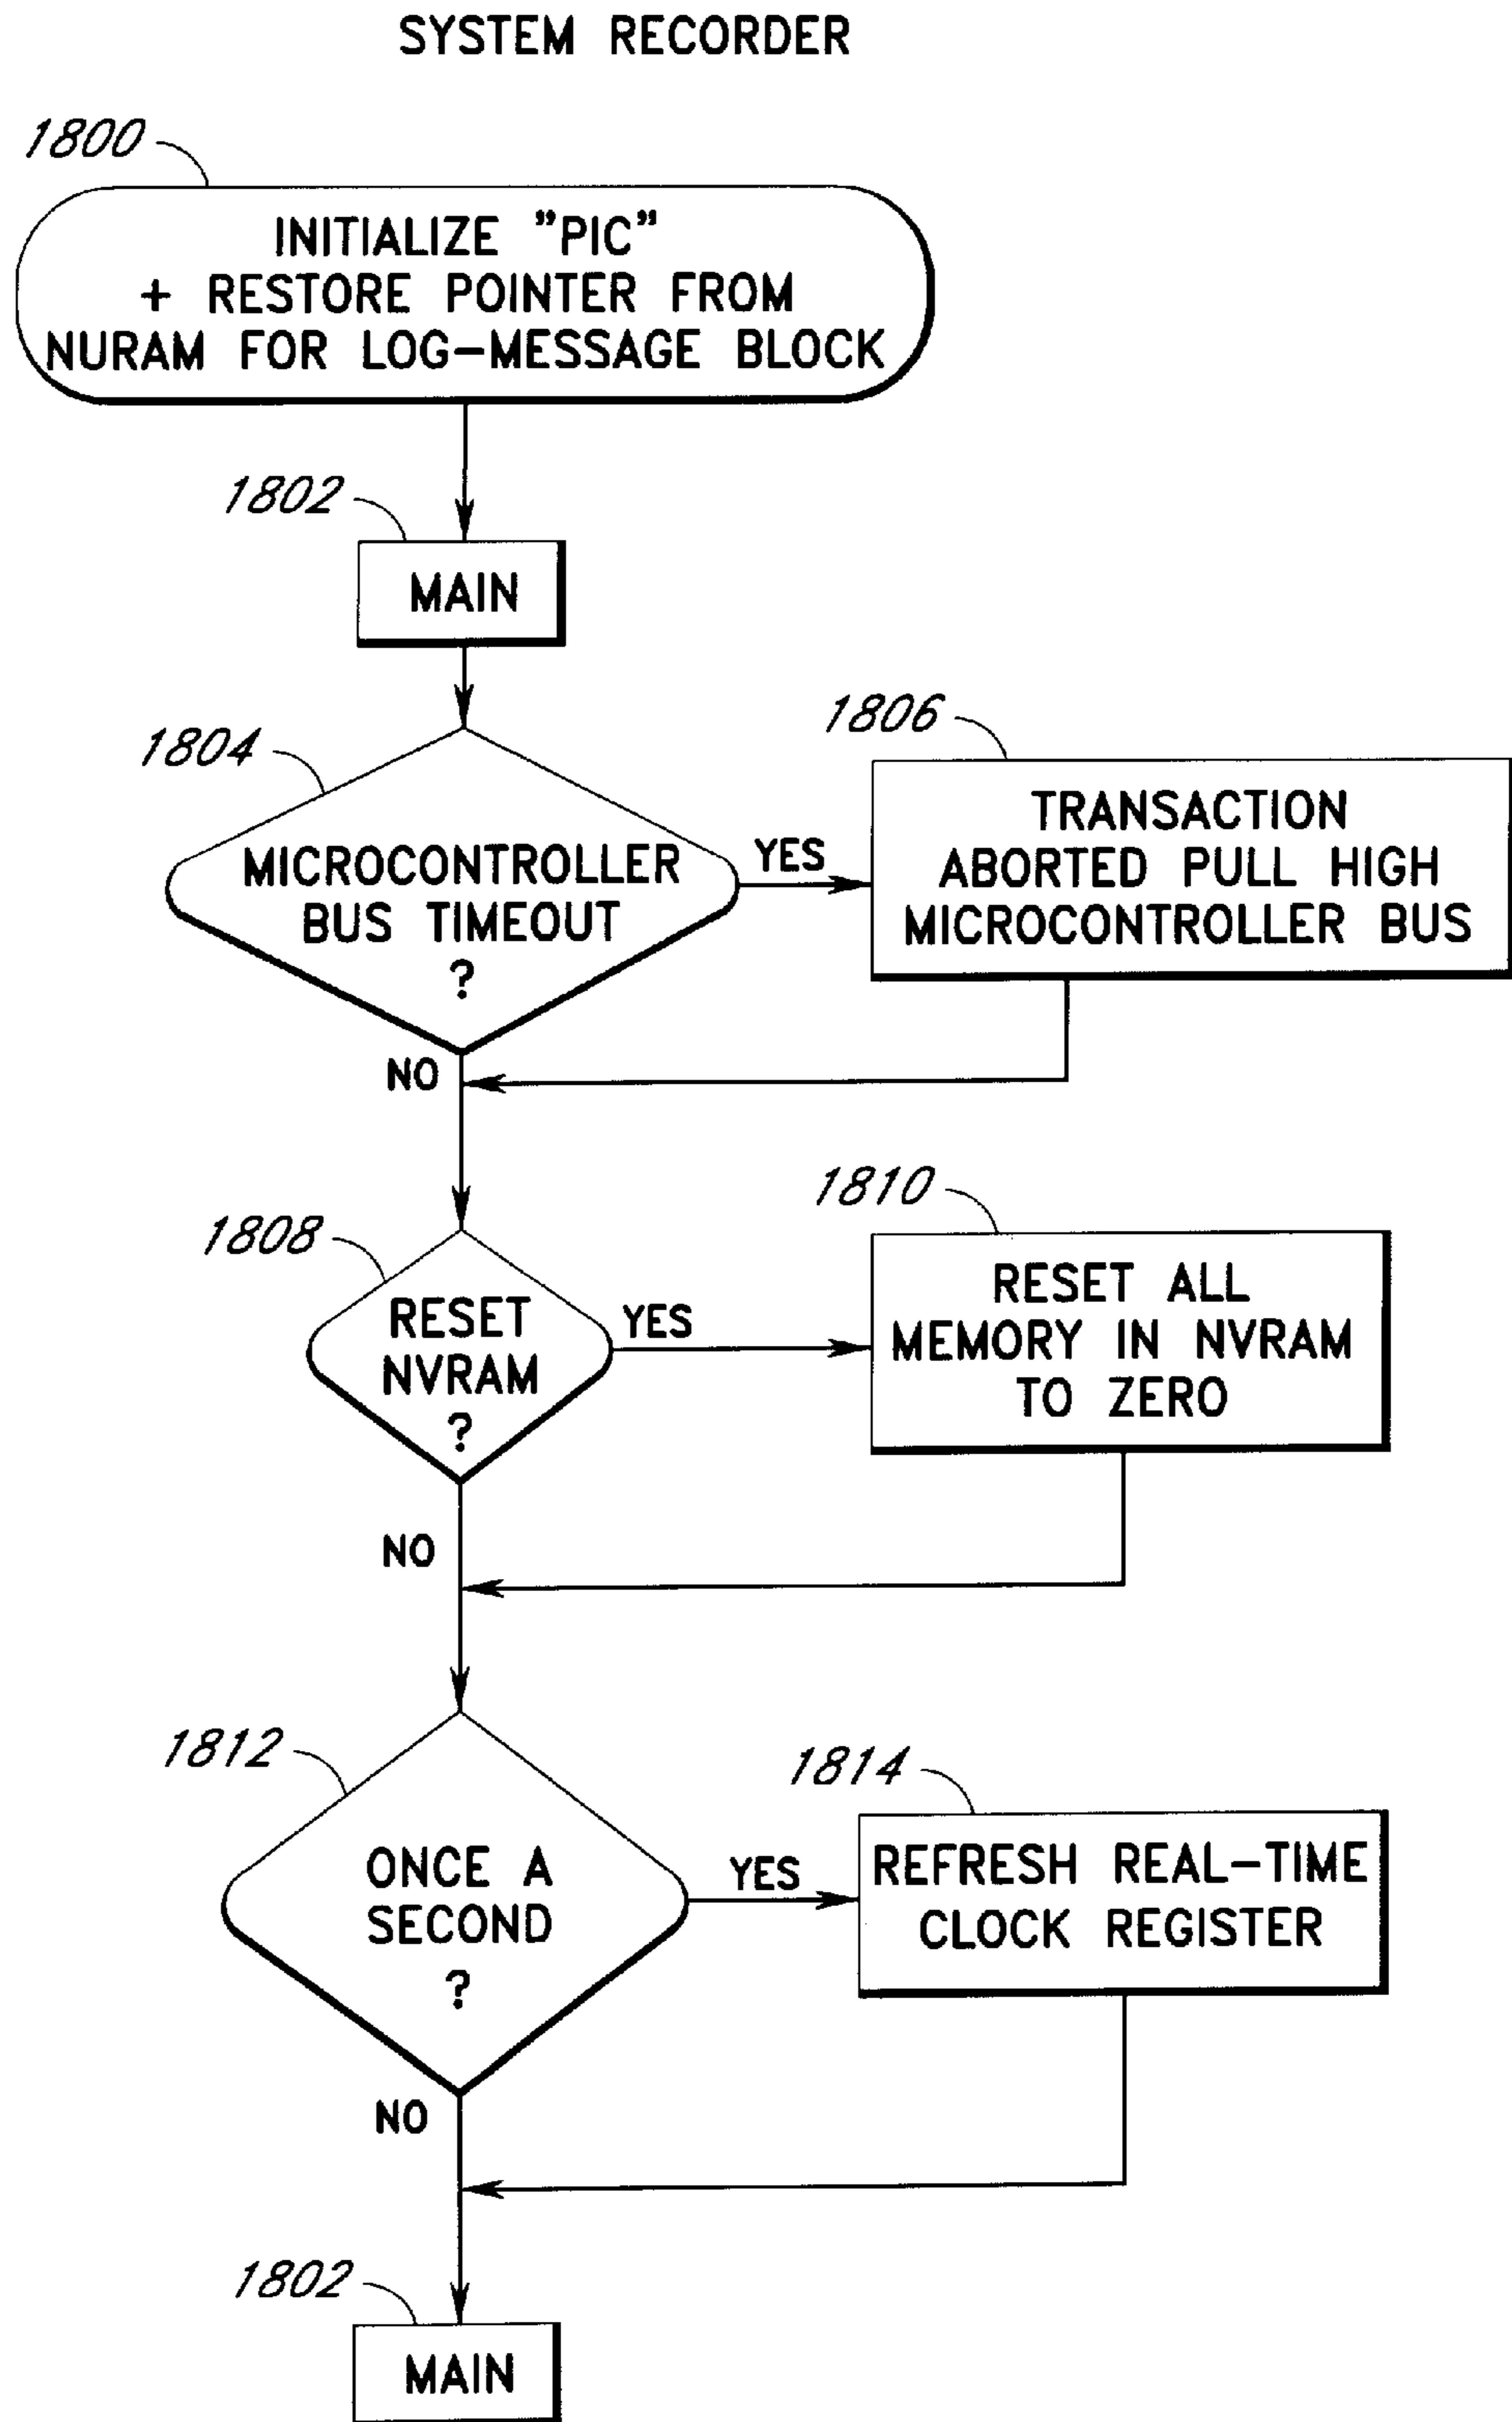 SYSTEM RECORDER
1800
INITIALIZE "PIC"
+ RESTORE POINTER FROM
NURAM FOR LOG-MESSAGE BLOCK
1802
MAIN
1804
MICROCONTROLLER
BUS TIMEOUT
?
YES
1806
TRANSACTION
ABORTED PULL HIGH
MICROCONTROLLER BUS
NO
1808
RESET
NVRAM
?
YES
1810
RESET ALL
MEMORY IN NVRAM
TO ZERO
NO
1812
ONCE A
SECOND
?
YES
1814
REFRESH REAL-TIME
CLOCK REGISTER
NO
1802
MAIN